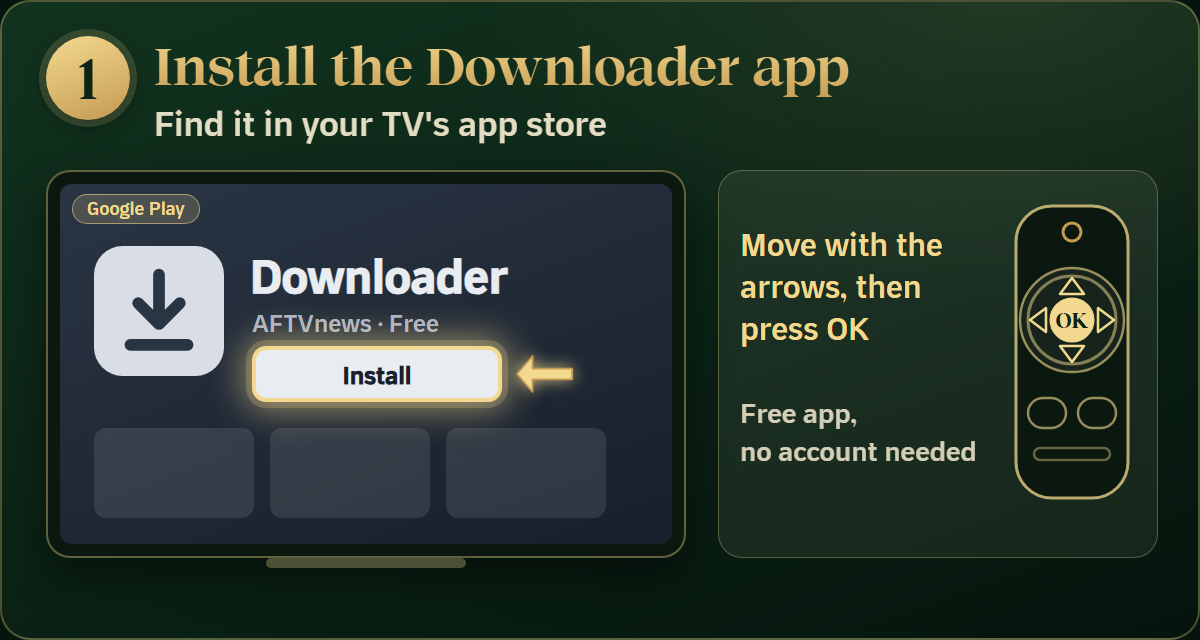 1
Install the Downloader app
Find it in your TV's app store
Google Play
Downloader
AFTVnews · Free
Install
Move with the
arrows, then
press OK
Free app,
no account needed
OK